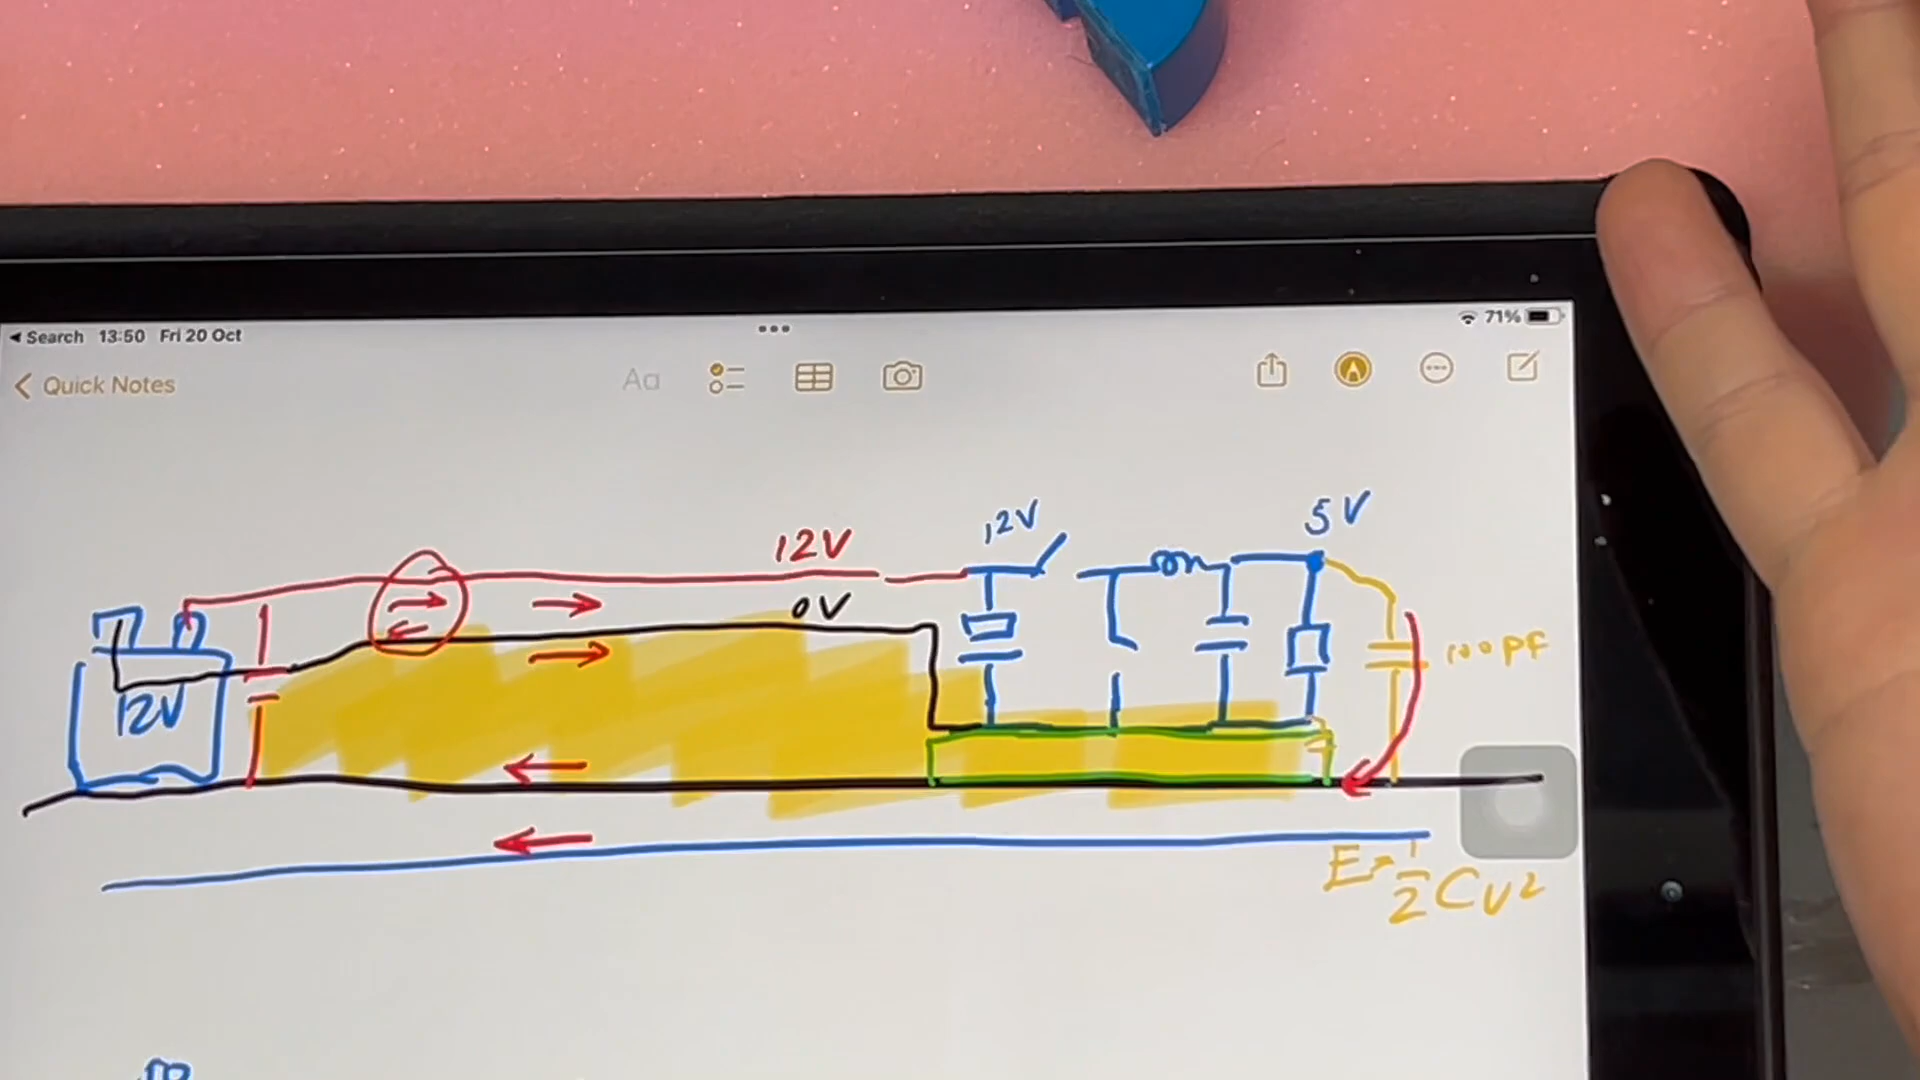 Search 13:50 Fri 20 Oct
71%
Quick Notes
Aa
12V
5V
12V
0V
100pF
12V
E=½CV²